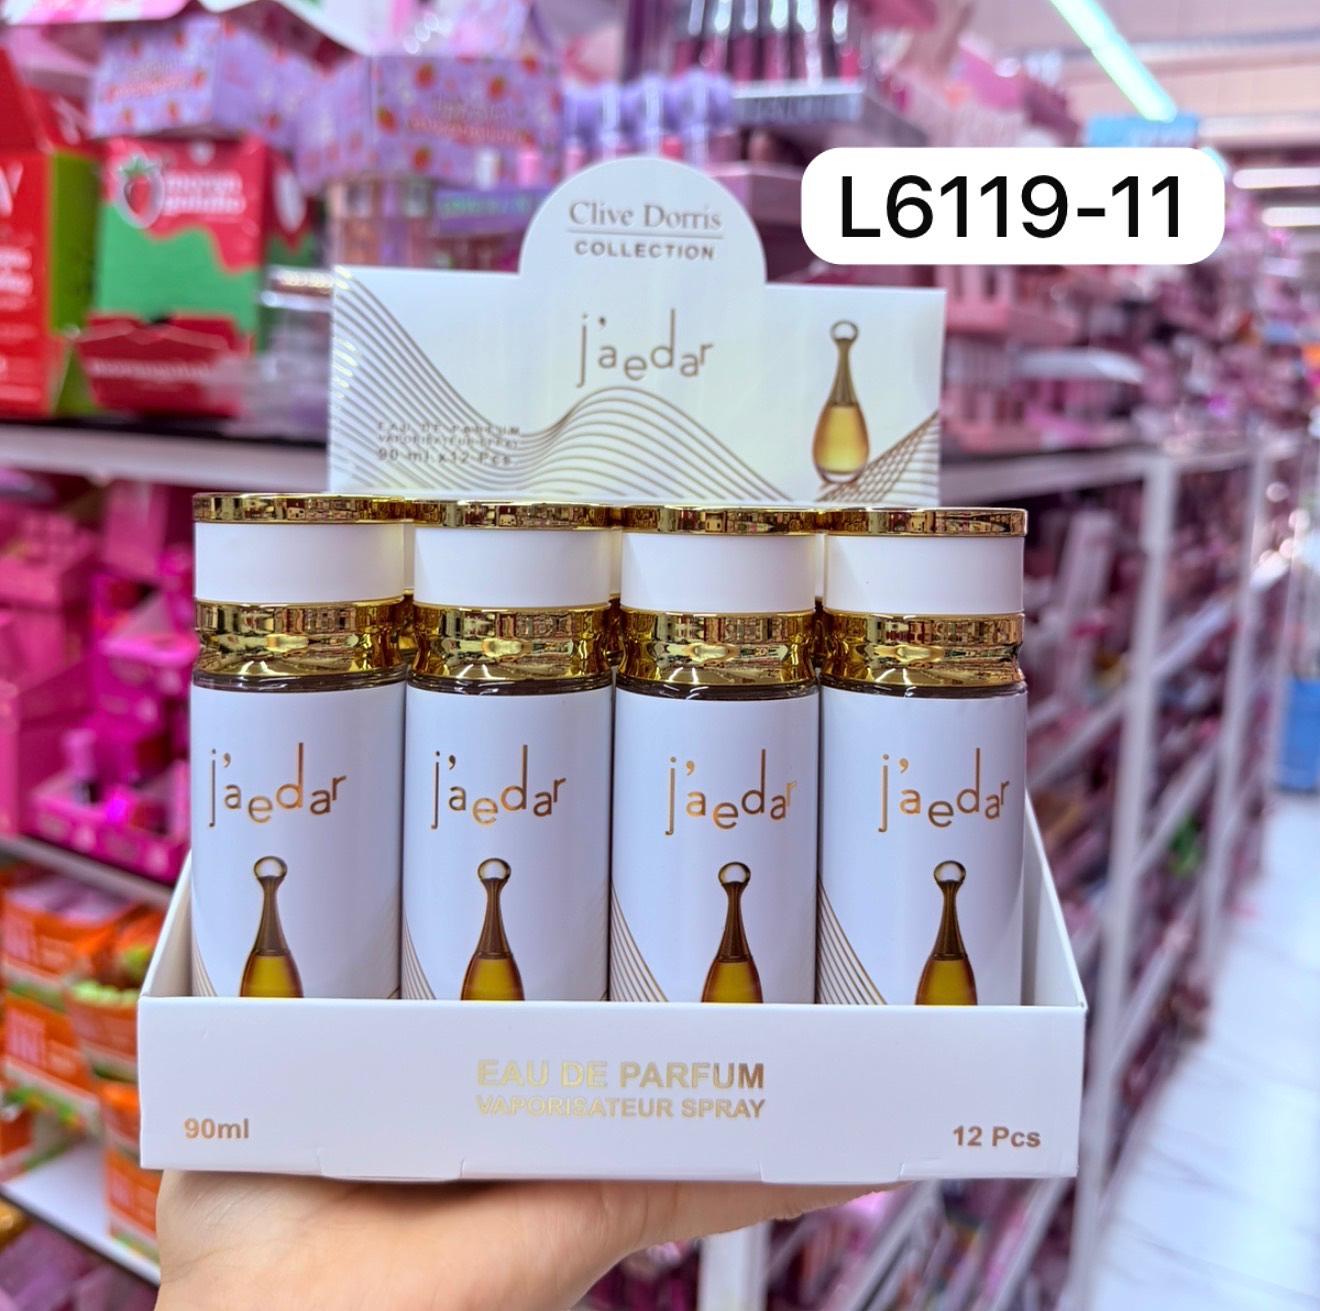 L6119-11
Clive Dorris
COLLECTION
j'aedar
EAU DE PARFUM
VAPORISATEUR SPRAY
90 ml x12 Pcs
j'aedar
j'aedar
j'aedar
j'aedar
EAU DE PARFUM
VAPORISATEUR SPRAY
90ml
12 Pcs